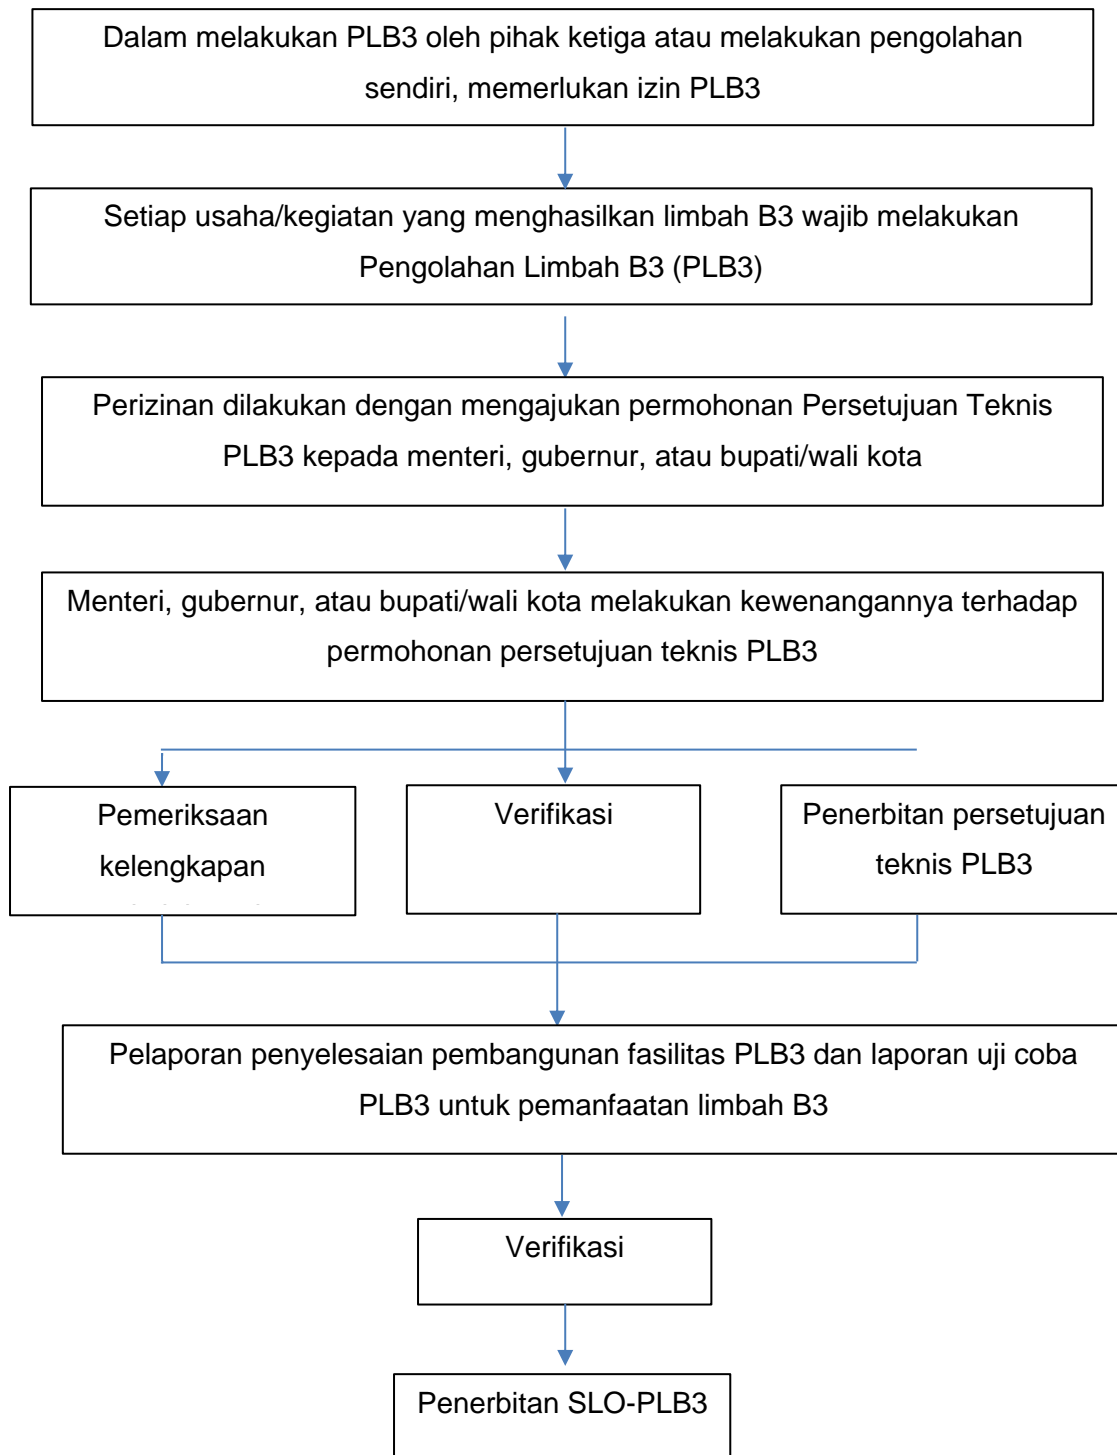 Dalam melakukan PLB3 oleh pihak ketiga atau melakukan pengolahan
sendiri, memerlukan izin PLB3
Setiap usaha/kegiatan yang menghasilkan limbah B3 wajib melakukan
Pengolahan Limbah B3 (PLB3)
Perizinan dilakukan dengan mengajukan permohonan Persetujuan Teknis
PLB3 kepada menteri, gubernur, atau bupati/wali kota
Menteri, gubernur, atau bupati/wali kota melakukan kewenangannya terhadap
permohonan persetujuan teknis PLB3
Pemeriksaan
kelengkapan
Verifikasi
Penerbitan persetujuan
teknis PLB3
Pelaporan penyelesaian pembangunan fasilitas PLB3 dan laporan uji coba
PLB3 untuk pemanfaatan limbah B3
Verifikasi
Penerbitan SLO-PLB3